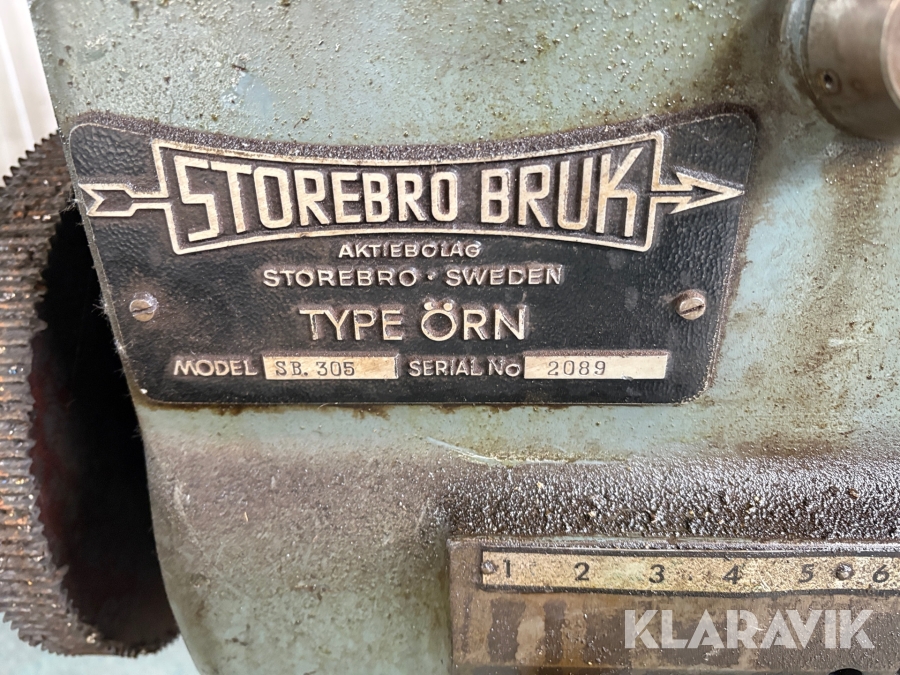 STOREBRO BRUK
AKTIEBOLAG
STOREBRO · SWEDEN
TYPE ÖRN
MODEL SB.305 SERIAL No 2089
1 2 3 4 5 6
KLARAVIK